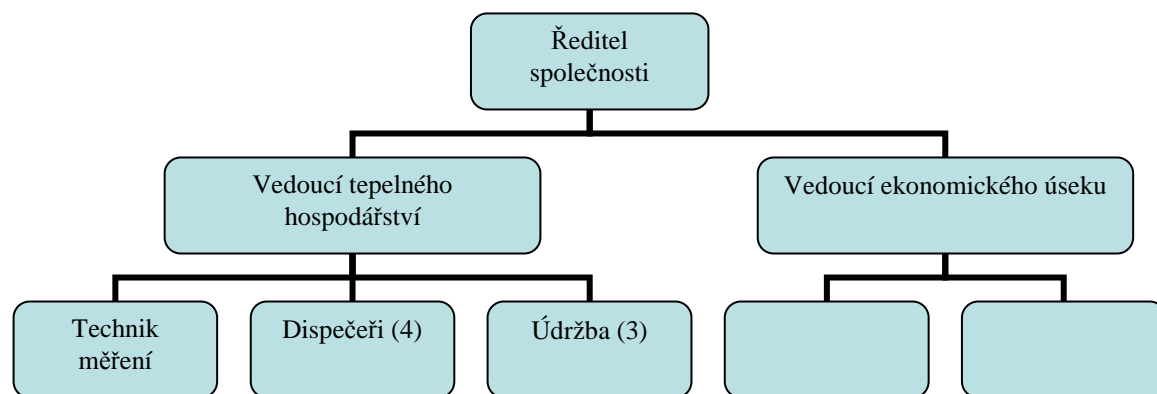 Ředitel
společnosti
Vedoucí tepelného
hospodářství
Vedoucí ekonomického úseku
Technik
měření
Dispečeři (4)
Údržba (3)